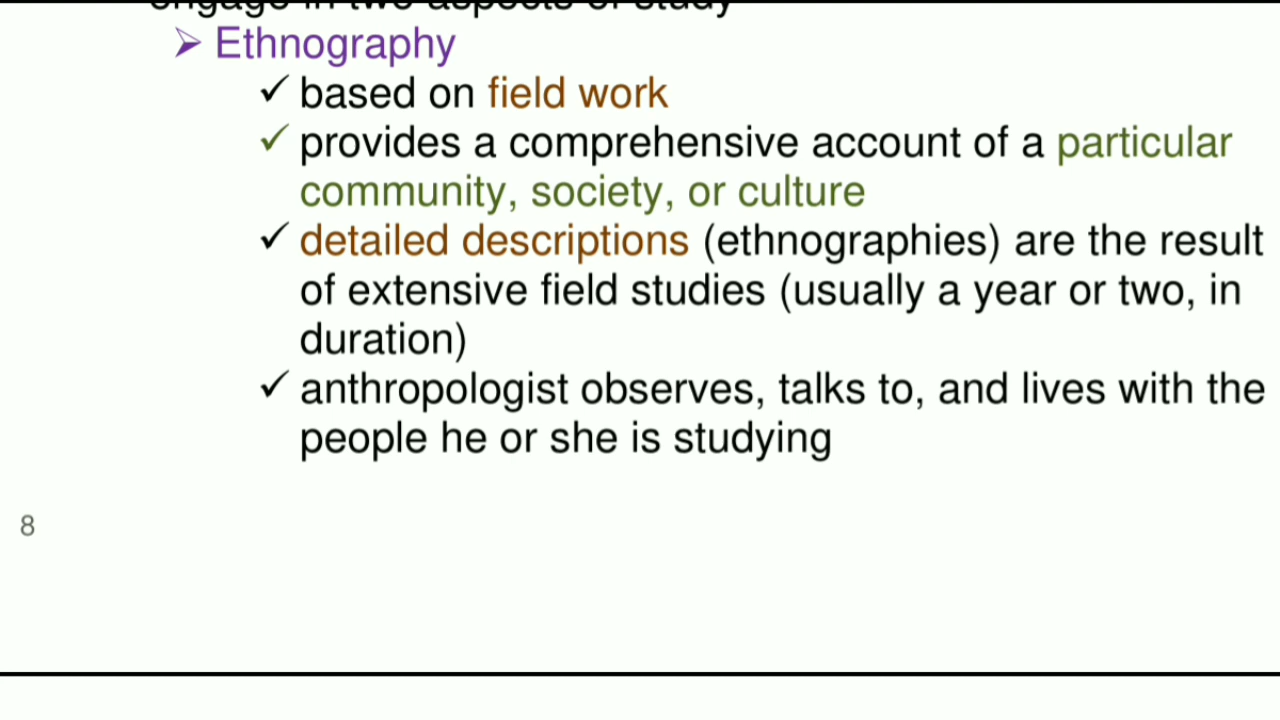 engage in two aspects of study
➢ Ethnography
✓ based on field work
✓ provides a comprehensive account of a particular
community, society, or culture
✓ detailed descriptions (ethnographies) are the result
of extensive field studies (usually a year or two, in
duration)
✓ anthropologist observes, talks to, and lives with the
people he or she is studying
8